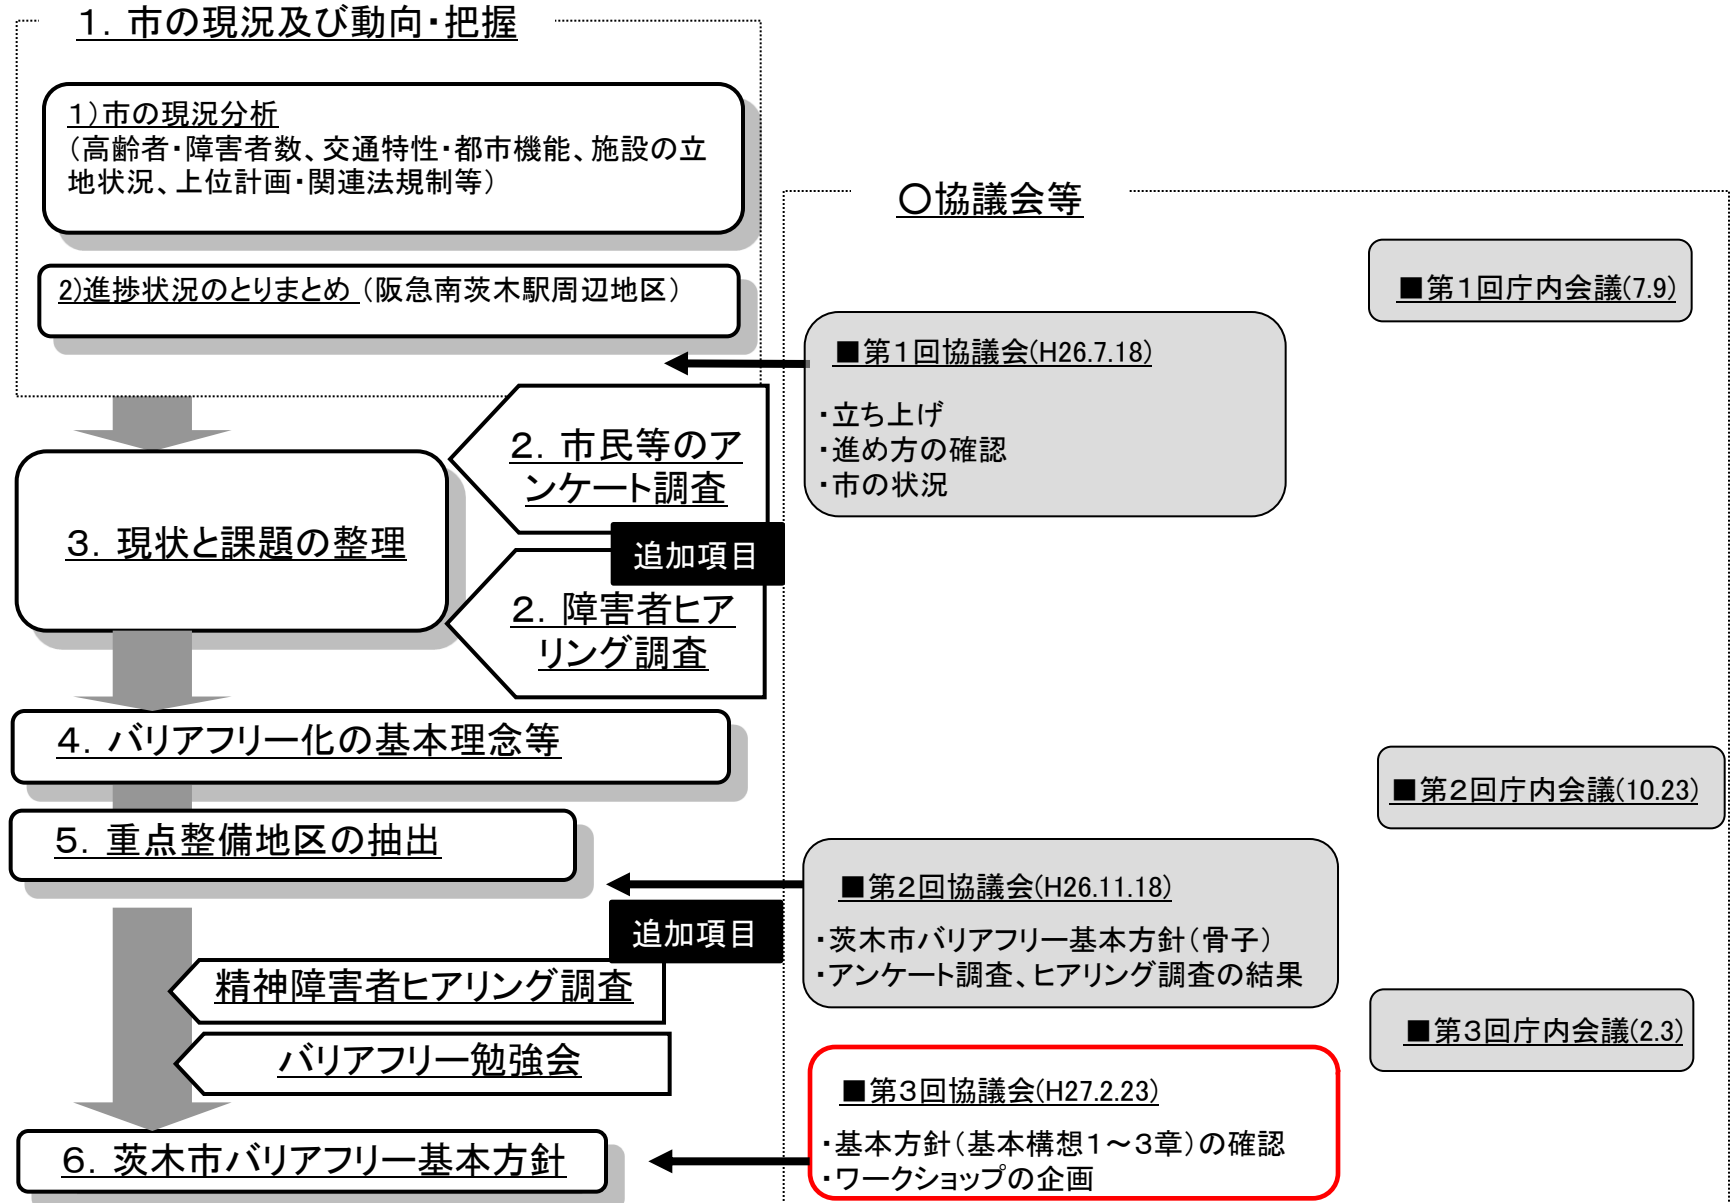 １．市の現況及び動向・把握
１）市の現況分析
（高齢者・障害者数、交通特性・都市機能、施設の立
地状況、上位計画・関連法規制等）
2)進捗状況のとりまとめ（阪急南茨木駅周辺地区）
２．市民等のア
ンケート調査
追加項目
３．現状と課題の整理
２．障害者ヒア
リング調査
４．バリアフリー化の基本理念等
５．重点整備地区の抽出
追加項目
精神障害者ヒアリング調査
バリアフリー勉強会
６．茨木市バリアフリー基本方針
○協議会等
■第１回庁内会議(7.9)
■第１回協議会(H26.7.18)
・立ち上げ
・進め方の確認
・市の状況
■第２回庁内会議(10.23)
■第２回協議会(H26.11.18)
・茨木市バリアフリー基本方針（骨子）
・アンケート調査、ヒアリング調査の結果
■第３回庁内会議(2.3)
■第３回協議会(H27.2.23)
・基本方針（基本構想１～３章）の確認
・ワークショップの企画